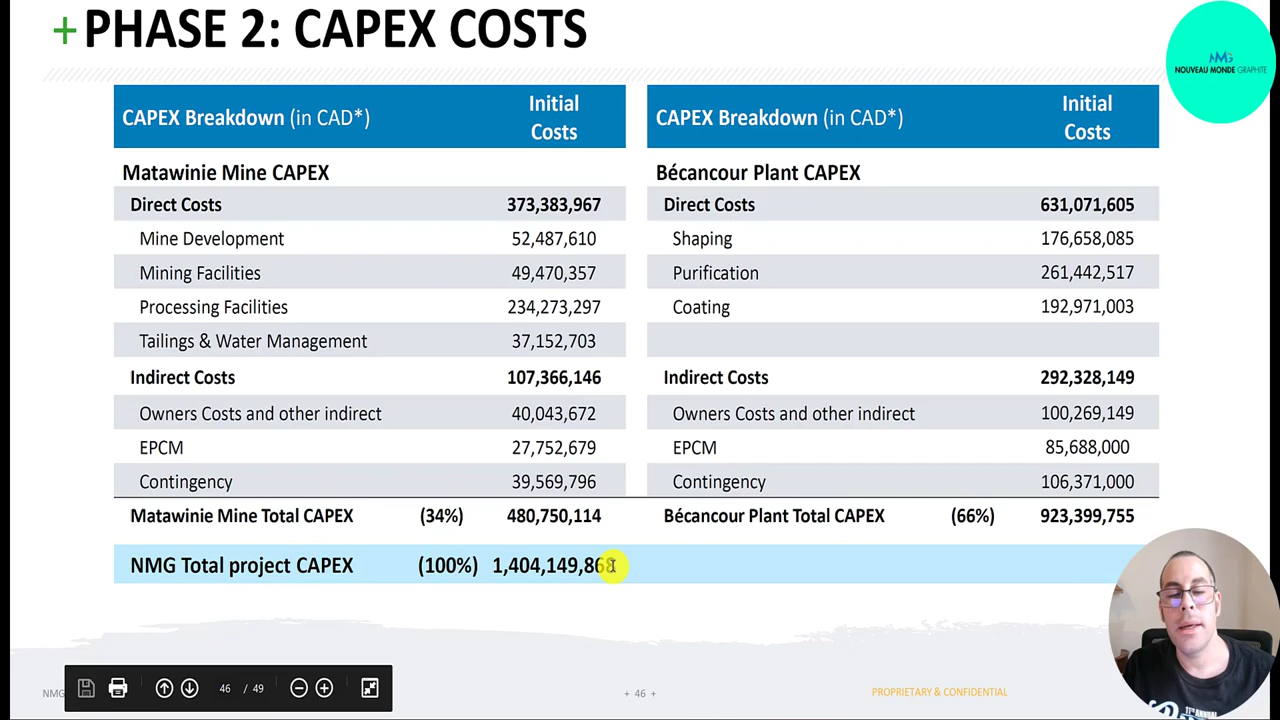 + PHASE 2: CAPEX COSTS
NMG
NOUVEAU MONDE GRAPHITE
CAPEX Breakdown (in CAD*) Initial Costs
Matawinie Mine CAPEX
Direct Costs 373,383,967
Mine Development 52,487,610
Mining Facilities 49,470,357
Processing Facilities 234,273,297
Tailings & Water Management 37,152,703
Indirect Costs 107,366,146
Owners Costs and other indirect 40,043,672
EPCM 27,752,679
Contingency 39,569,796
Matawinie Mine Total CAPEX (34%) 480,750,114
CAPEX Breakdown (in CAD*) Initial Costs
Bécancour Plant CAPEX
Direct Costs 631,071,605
Shaping 176,658,085
Purification 261,442,517
Coating 192,971,003
Indirect Costs 292,328,149
Owners Costs and other indirect 100,269,149
EPCM 85,688,000
Contingency 106,371,000
Bécancour Plant Total CAPEX (66%) 923,399,755
NMG Total project CAPEX (100%) 1,404,149,868
NMG
46 / 49
+ 46 +
PROPRIETARY & CONFIDENTIAL
11TH ANNUAL